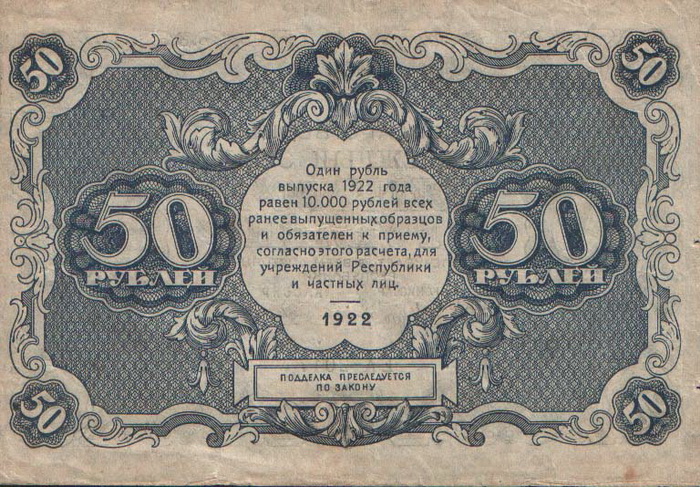 50
50
Один рубль
выпуска 1922 года
равен 10.000 рублей всех
ранее выпущенных образцов
и обязателен к приему,
согласно этого расчета, для
учреждений Республики
и частных лиц.
1922
50
РУБЛЕЙ
50
РУБЛЕЙ
ПОДДЕЛКА ПРЕСЛЕДУЕТСЯ
ПО ЗАКОНУ
50
50